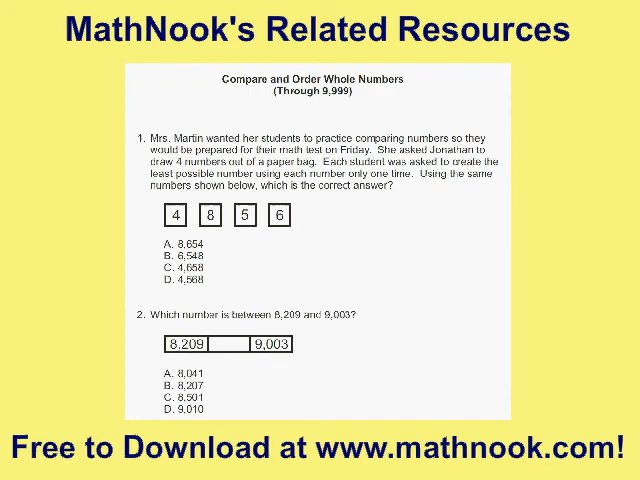 MathNook's Related Resources
Compare and Order Whole Numbers
(Through 9,999)
1. Mrs. Martin wanted her students to practice comparing numbers so they
would be prepared for their math test on Friday. She asked Jonathan to
draw 4 numbers out of a paper bag. Each student was asked to create the
least possible number using each number only one time. Using the same
numbers shown below, which is the correct answer?
4 8 5 6
A. 8,654
B. 6,548
C. 4,658
D. 4,568
2. Which number is between 8,209 and 9,003?
8.209 9,003
A. 8,041
B. 8,207
C. 8,501
D. 9,010
Free to Download at www.mathnook.com!